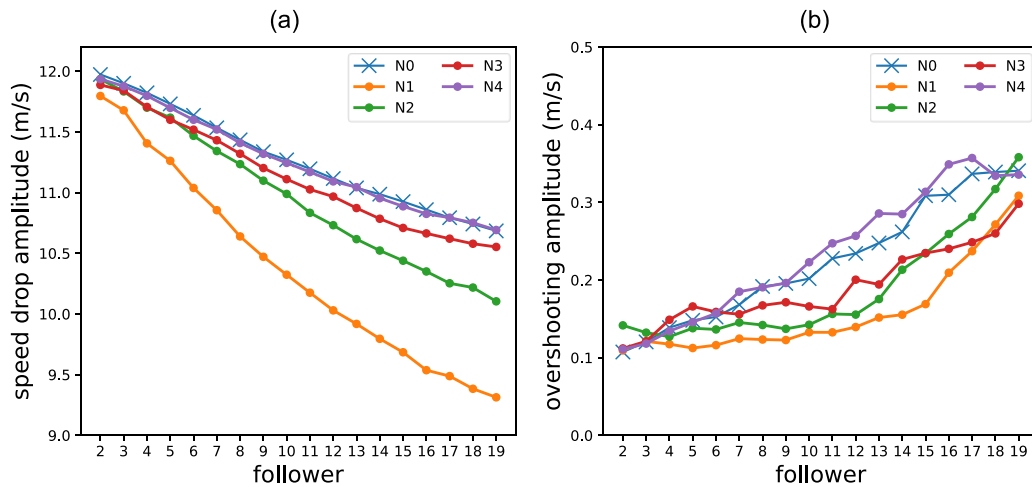 (a)
N0
N1
N2
N3
N4
12.0
11.5
11.0
10.5
10.0
9.5
9.0
speed drop amplitude (m/s)
2 3 4 5 6 7 8 9 10 11 12 13 14 15 16 17 18 19
follower
(b)
N0
N1
N2
N3
N4
0.5
0.4
0.3
0.2
0.1
0.0
overshooting amplitude (m/s)
2 3 4 5 6 7 8 9 10 11 12 13 14 15 16 17 18 19
follower